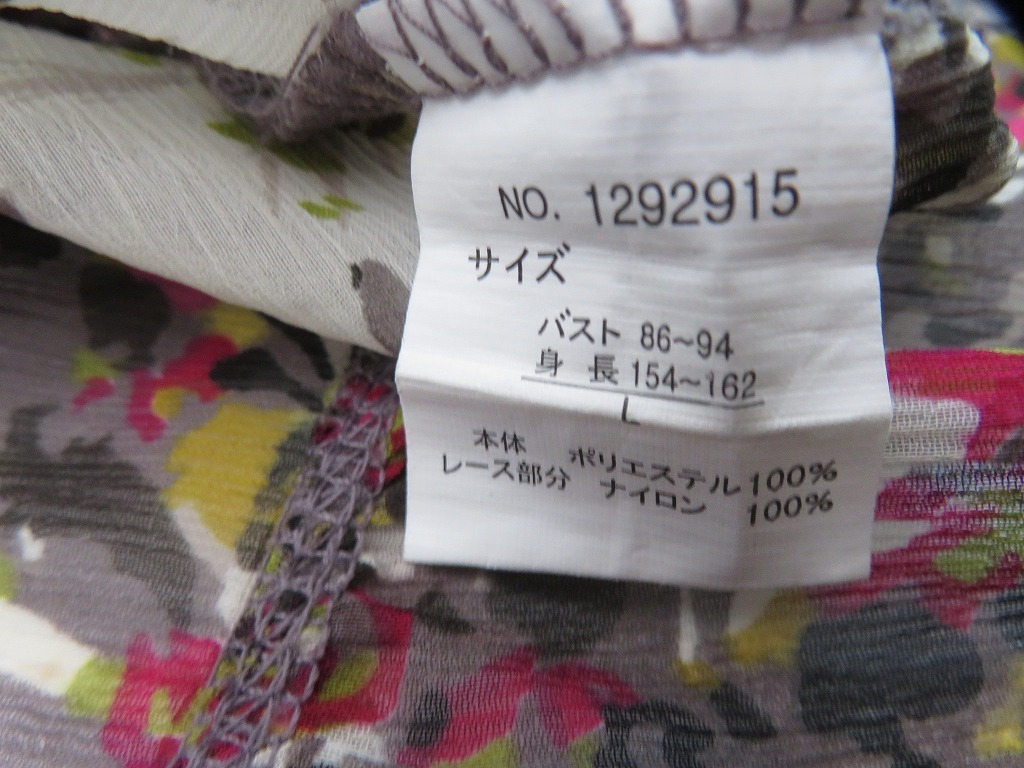 NO. 1292915
サイズ
バスト 86~94
身 長 154~162
L
本体 ポリエステル 100%
レース部分 ナイロン 100%